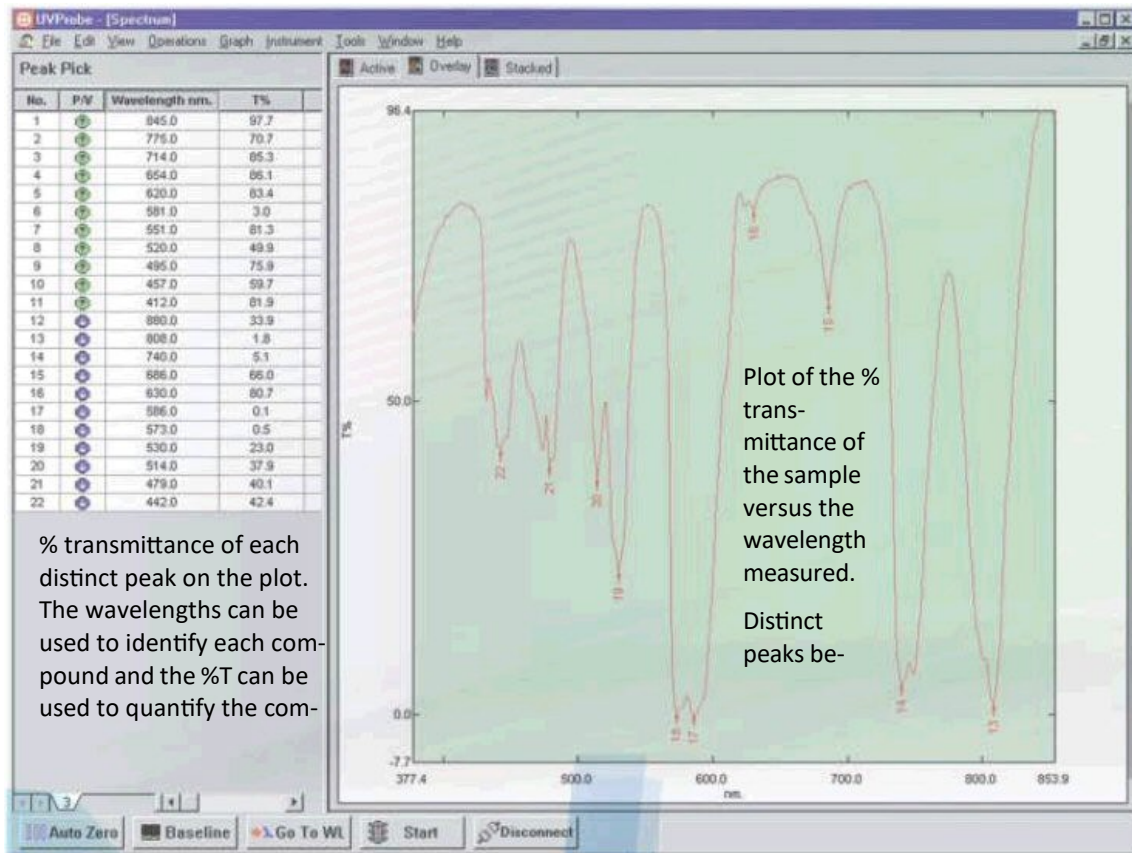 UVProbe - [Spectrum]
File Edit View Operations Graph Instrument Tools Window Help
Peak Pick
Active Overlay Stacked
No. P/V Wavelength nm. T%
1 845.0 97.7
2 775.0 70.7
3 714.0 85.3
4 654.0 86.1
5 620.0 83.4
6 581.0 3.0
7 551.0 81.3
8 520.0 49.9
9 495.0 75.9
10 457.0 59.7
11 412.0 81.9
12 880.0 33.9
13 808.0 1.8
14 740.0 5.1
15 686.0 66.0
16 630.0 80.7
17 586.0 0.1
18 573.0 0.5
19 530.0 23.0
20 514.0 37.9
21 479.0 40.1
22 442.0 42.4
% transmittance of each
distinct peak on the plot.
The wavelengths can be
used to identify each com-
pound and the %T can be
used to quantify the com-
96.4
50.0
T%
0.0
-7.7
377.4 500.0 600.0 700.0 800.0 853.9
nm.
22
21
20
19
18
17
16
15
14
13
Plot of the %
trans-
mittance of
the sample
versus the
wavelength
measured.
Distinct
peaks be-
3
Auto Zero Baseline Go To WL Start Disconnect